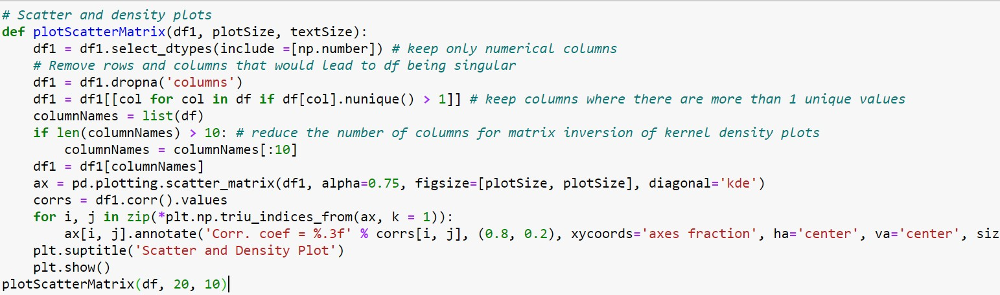 # Scatter and density plots
def plotScatterMatrix(df1, plotSize, textSize):
    df1 = df1.select_dtypes(include =[np.number]) # keep only numerical columns
    # Remove rows and columns that would lead to df being singular
    df1 = df1.dropna('columns')
    df1 = df1[[col for col in df if df[col].nunique() > 1]] # keep columns where there are more than 1 unique values
    columnNames = list(df)
    if len(columnNames) > 10: # reduce the number of columns for matrix inversion of kernel density plots
        columnNames = columnNames[:10]
    df1 = df1[columnNames]
    ax = pd.plotting.scatter_matrix(df1, alpha=0.75, figsize=[plotSize, plotSize], diagonal='kde')
    corrs = df1.corr().values
    for i, j in zip(*plt.np.triu_indices_from(ax, k = 1)):
        ax[i, j].annotate('Corr. coef = %.3f' % corrs[i, j], (0.8, 0.2), xycoords='axes fraction', ha='center', va='center', siz
    plt.suptitle('Scatter and Density Plot')
    plt.show()
plotScatterMatrix(df, 20, 10)